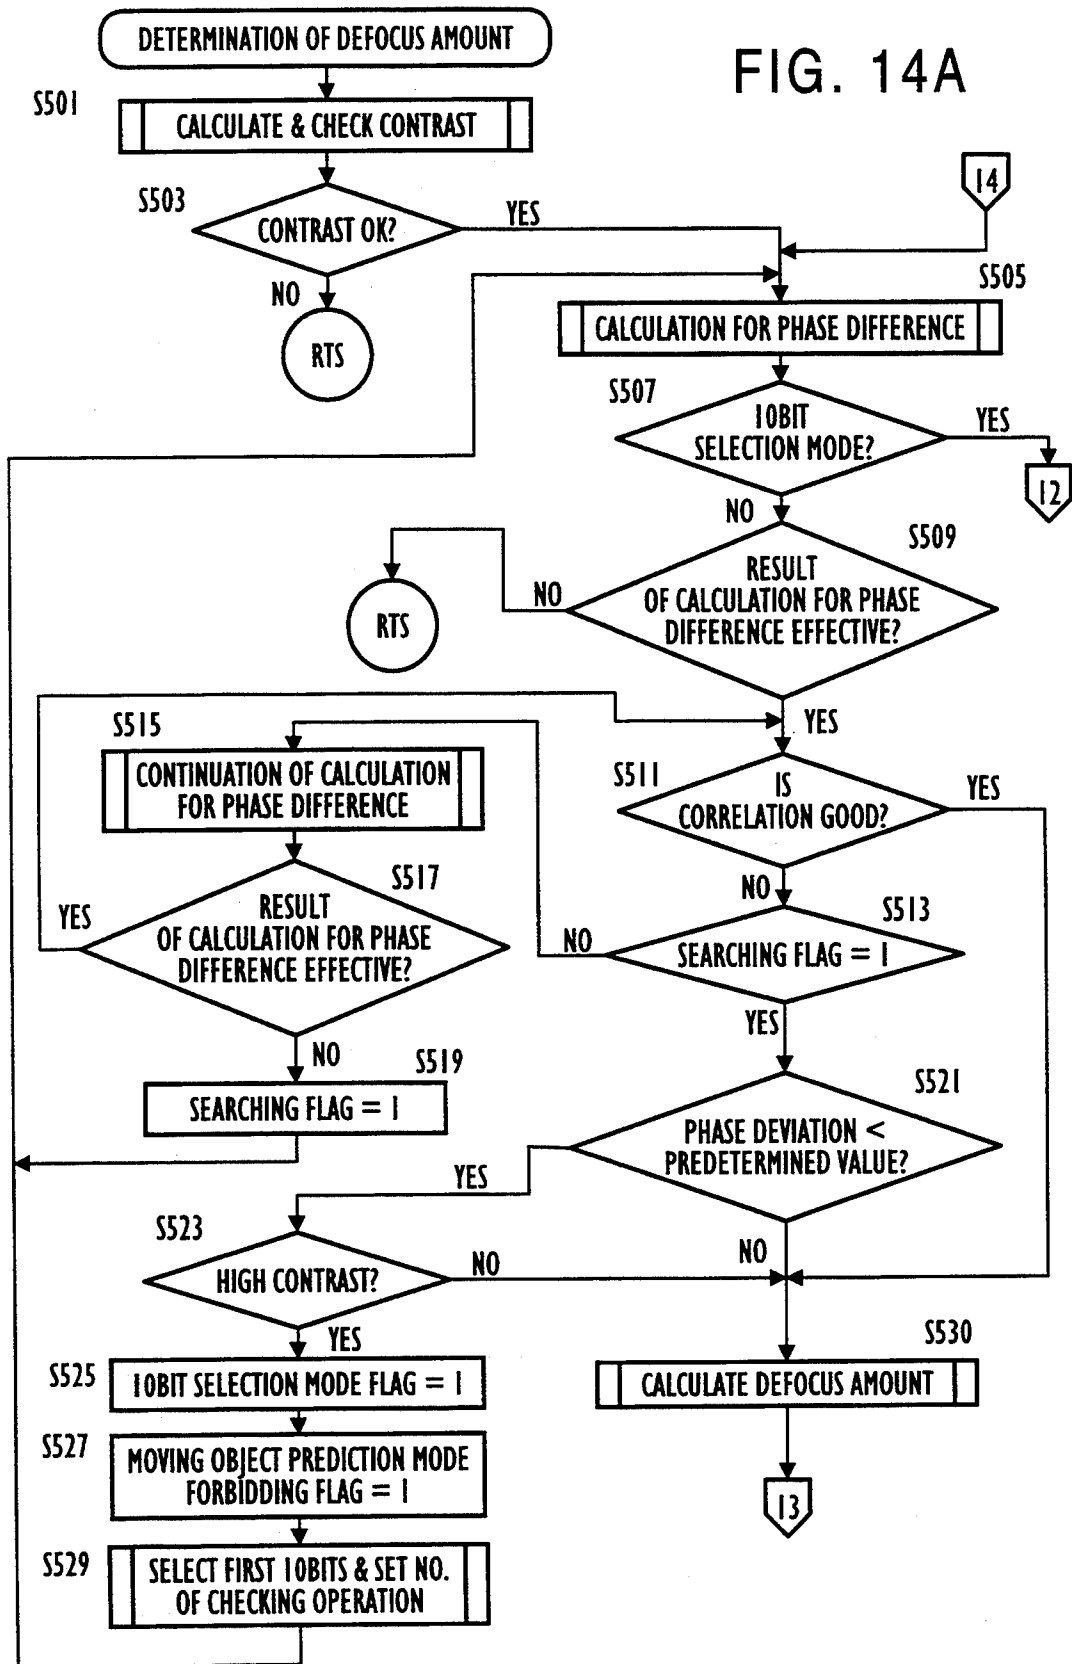 DETERMINATION OF DEFOCUS AMOUNT
FIG. 14A
S501
CALCULATE & CHECK CONTRAST
S503
CONTRAST OK?
YES
14
NO
RTS
S505
CALCULATION FOR PHASE DIFFERENCE
S507
10BIT
SELECTION MODE?
YES
12
NO
S509
RESULT
OF CALCULATION FOR PHASE
DIFFERENCE EFFECTIVE?
NO
RTS
YES
S515
CONTINUATION OF CALCULATION
FOR PHASE DIFFERENCE
S511
IS
CORRELATION GOOD?
YES
NO
S517
RESULT
OF CALCULATION FOR PHASE
DIFFERENCE EFFECTIVE?
YES
S513
SEARCHING FLAG = 1
NO
YES
NO
S519
SEARCHING FLAG = 1
S521
PHASE DEVIATION <
PREDETERMINED VALUE?
YES
NO
S523
HIGH CONTRAST?
NO
YES
S525
10BIT SELECTION MODE FLAG = 1
S530
CALCULATE DEFOCUS AMOUNT
S527
MOVING OBJECT PREDICTION MODE
FORBIDDING FLAG = 1
13
S529
SELECT FIRST 10BITS & SET NO.
OF CHECKING OPERATION